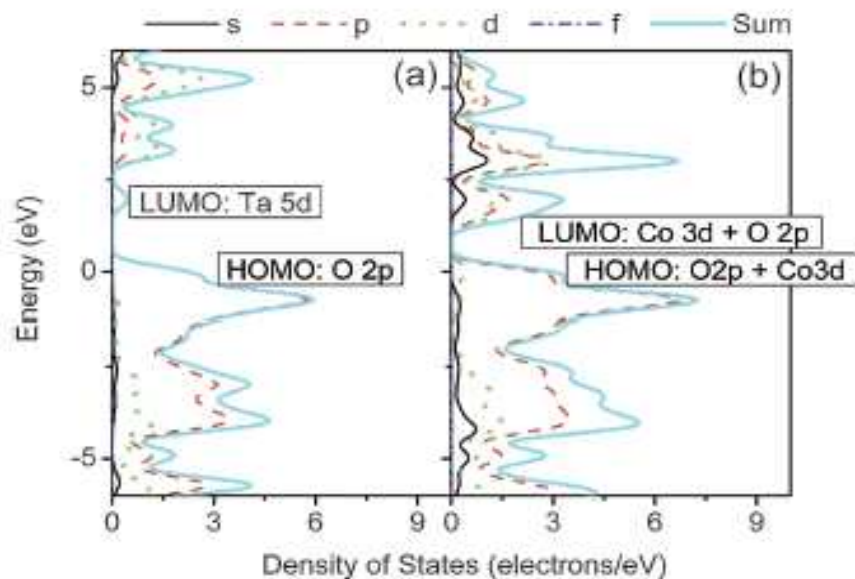 s p d f Sum
(a) (b)
5
LUMO: Ta 5d
LUMO: Co 3d + O 2p
0
HOMO: O 2p
HOMO: O2p + Co3d
-5
0 3 6 9 0 3 6 9
Energy (eV)
Density of States (electrons/eV)